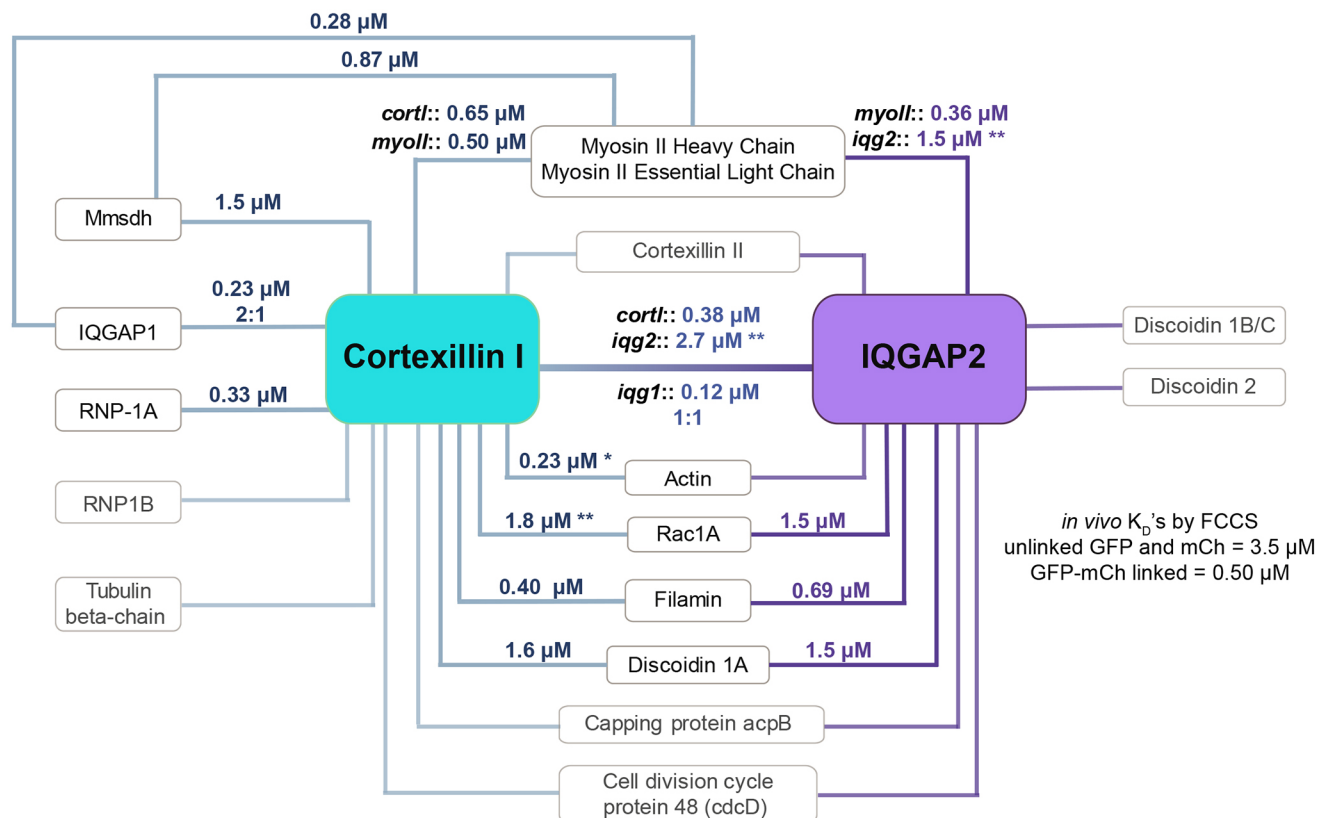 0.28 µM
0.87 µM
cortI:: 0.65 µM
myoII:: 0.50 µM
Myosin II Heavy Chain
Myosin II Essential Light Chain
myoII:: 0.36 µM
iqg2:: 1.5 µM **
Mmsdh
1.5 µM
Cortexillin II
IQGAP1
0.23 µM
2:1
Cortexillin I
cortI:: 0.38 µM
iqg2:: 2.7 µM **
iqg1:: 0.12 µM
1:1
IQGAP2
Discoidin 1B/C
Discoidin 2
RNP-1A
0.33 µM
RNP1B
Tubulin
beta-chain
0.23 µM *
Actin
1.8 µM **
Rac1A
1.5 µM
0.40 µM
Filamin
0.69 µM
1.6 µM
Discoidin 1A
1.5 µM
Capping protein acpB
Cell division cycle
protein 48 (cdcD)
in vivo KD's by FCCS
unlinked GFP and mCh = 3.5 µM
GFP-mCh linked = 0.50 µM